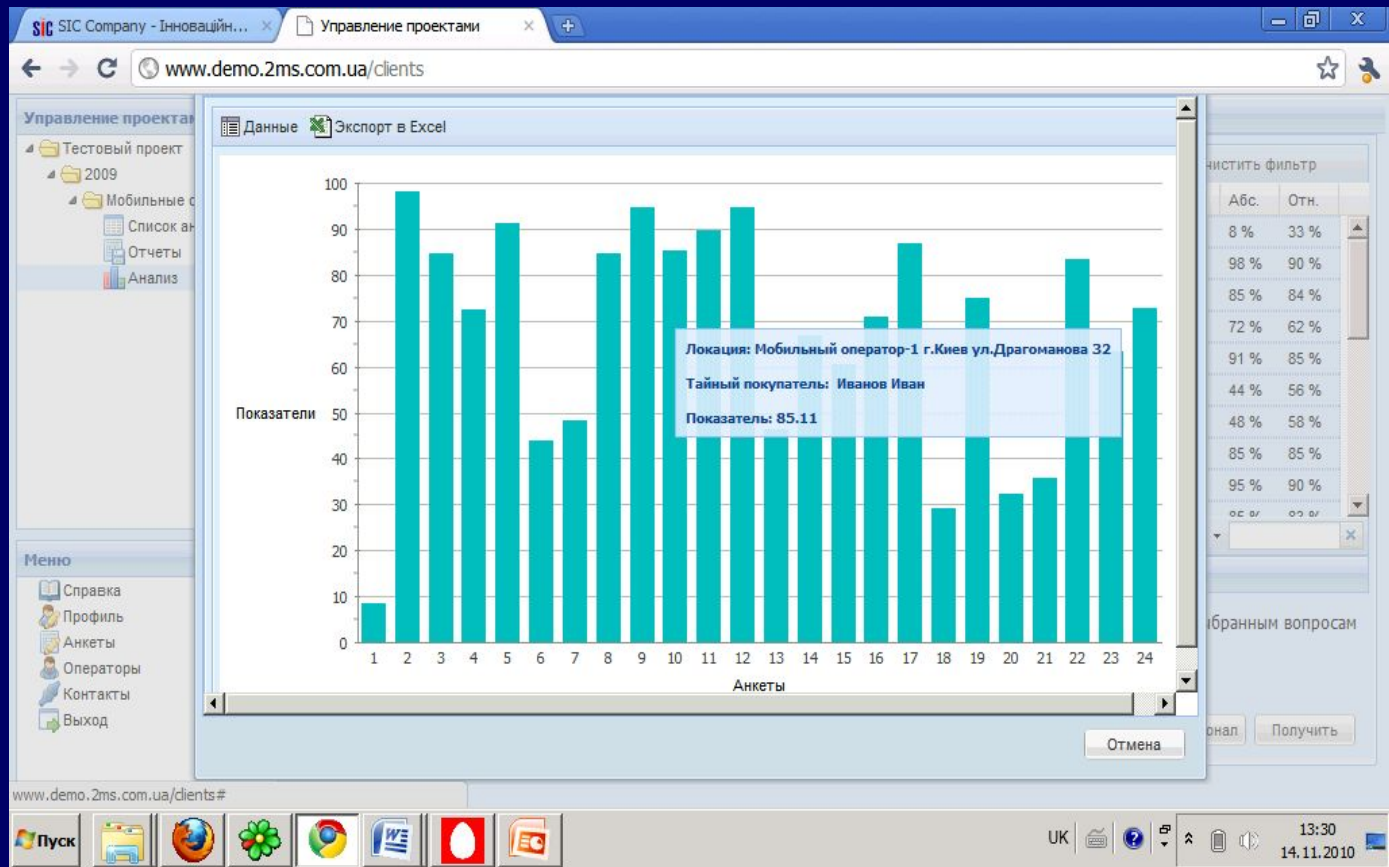 SIC SIC Company - Інноваційн...
Управление проектами
www.demo.2ms.com.ua/clients
Управление проектам
Тестовый проект
2009
Мобильные о
Список ан
Отчеты
Анализ
Меню
Справка
Профиль
Анкеты
Операторы
Контакты
Выход
Данные Экспорт в Excel
100
90
80
70
60
50
40
30
20
10
0
Показатели
1 2 3 4 5 6 7 8 9 10 11 12 13 14 15 16 17 18 19 20 21 22 23 24
Анкеты
Локация: Мобильный оператор-1 г.Киев ул.Драгоманова 32
Тайный покупатель: Иванов Иван
Показатель: 85.11
Отмена
чистить фильтр
Абс. Отн.
8 % 33 %
98 % 90 %
85 % 84 %
72 % 62 %
91 % 85 %
44 % 56 %
48 % 58 %
85 % 85 %
95 % 90 %
ыбранным вопросам
онал Получить
www.demo.2ms.com.ua/clients#
Пуск
UK
13:30
14.11.2010